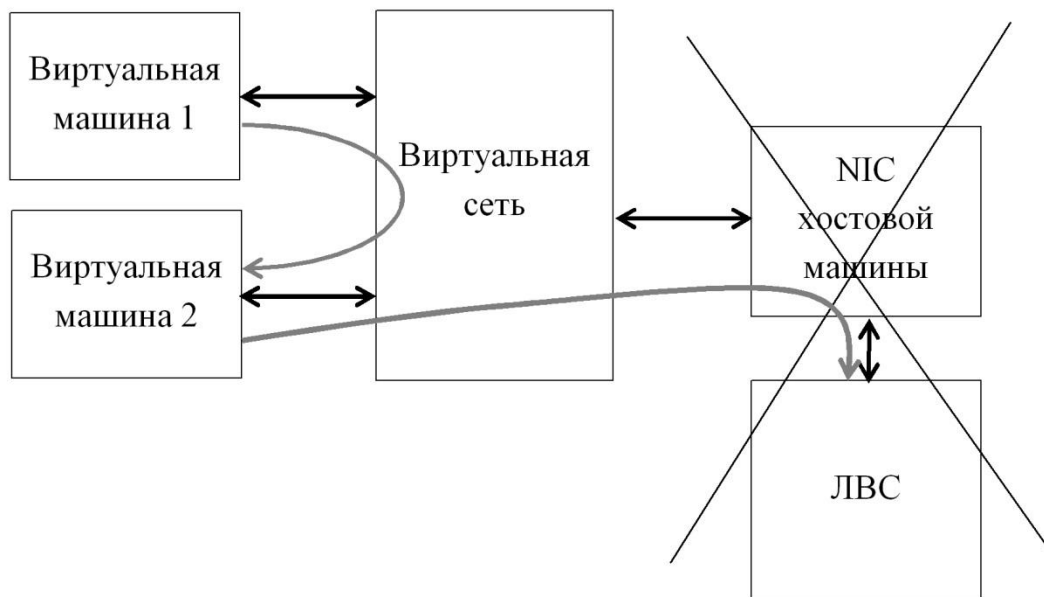 Виртуальная
машина 1
Виртуальная
машина 2
Виртуальная
сеть
NIC
хостовой
машины
ЛВС